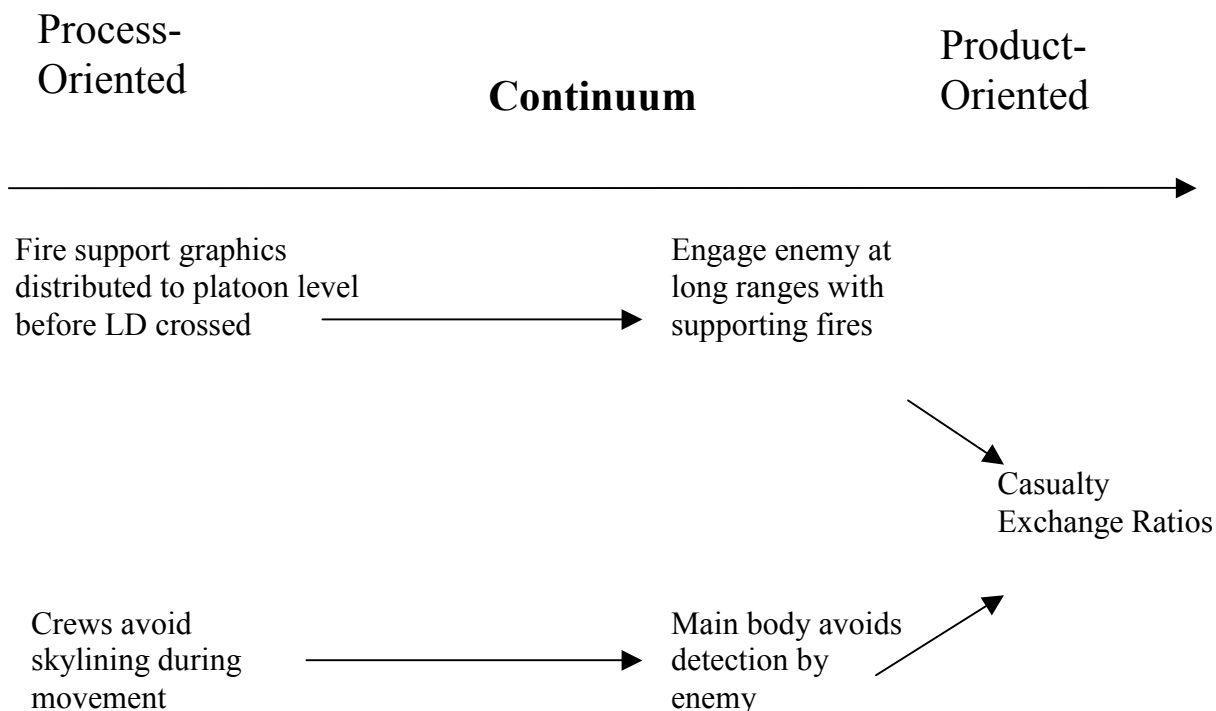 Process-
Oriented
Continuum
Product-
Oriented
Fire support graphics
distributed to platoon level
before LD crossed
Engage enemy at
long ranges with
supporting fires
Casualty
Exchange Ratios
Crews avoid
skylining during
movement
Main body avoids
detection by
enemy